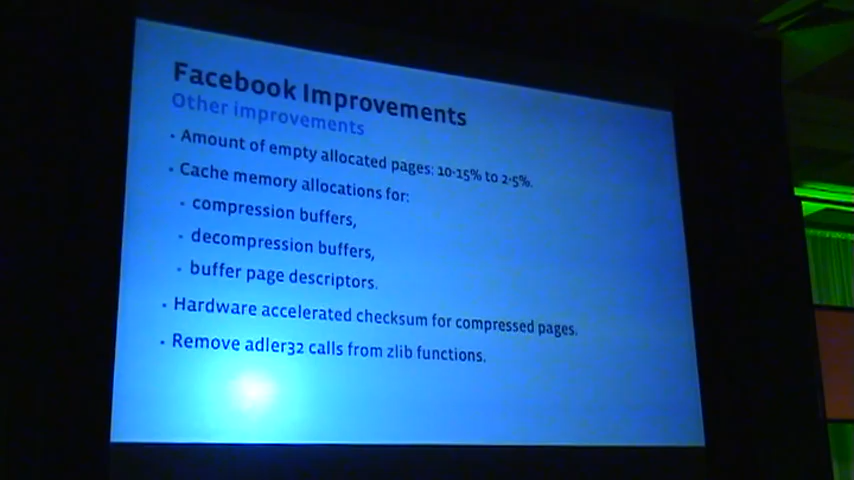 Facebook Improvements
Other improvements
• Amount of empty allocated pages: 10-15% to 2-5%.
• Cache memory allocations for:
• compression buffers,
• decompression buffers,
• buffer page descriptors.
• Hardware accelerated checksum for compressed pages.
• Remove adler32 calls from zlib functions.